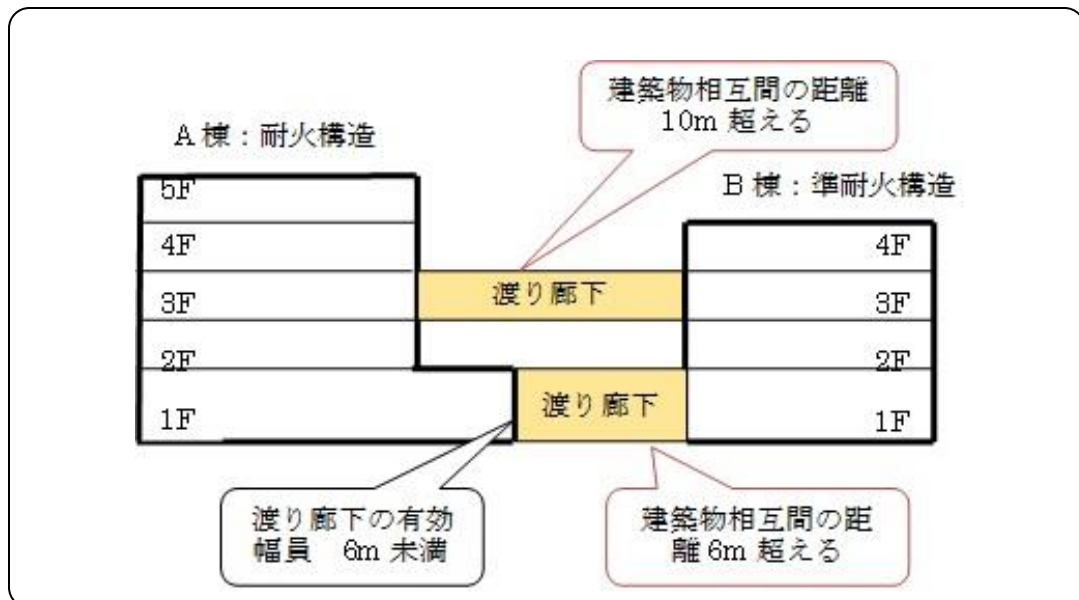 建築物相互間の距離
10m 超える
A 棟：耐火構造
B 棟：準耐火構造
5F
4F
4F
渡り廊下
3F
3F
2F
2F
渡り廊下
1F
1F
渡り廊下の有効
幅員　6m 未満
建築物相互間の距
離 6m 超える